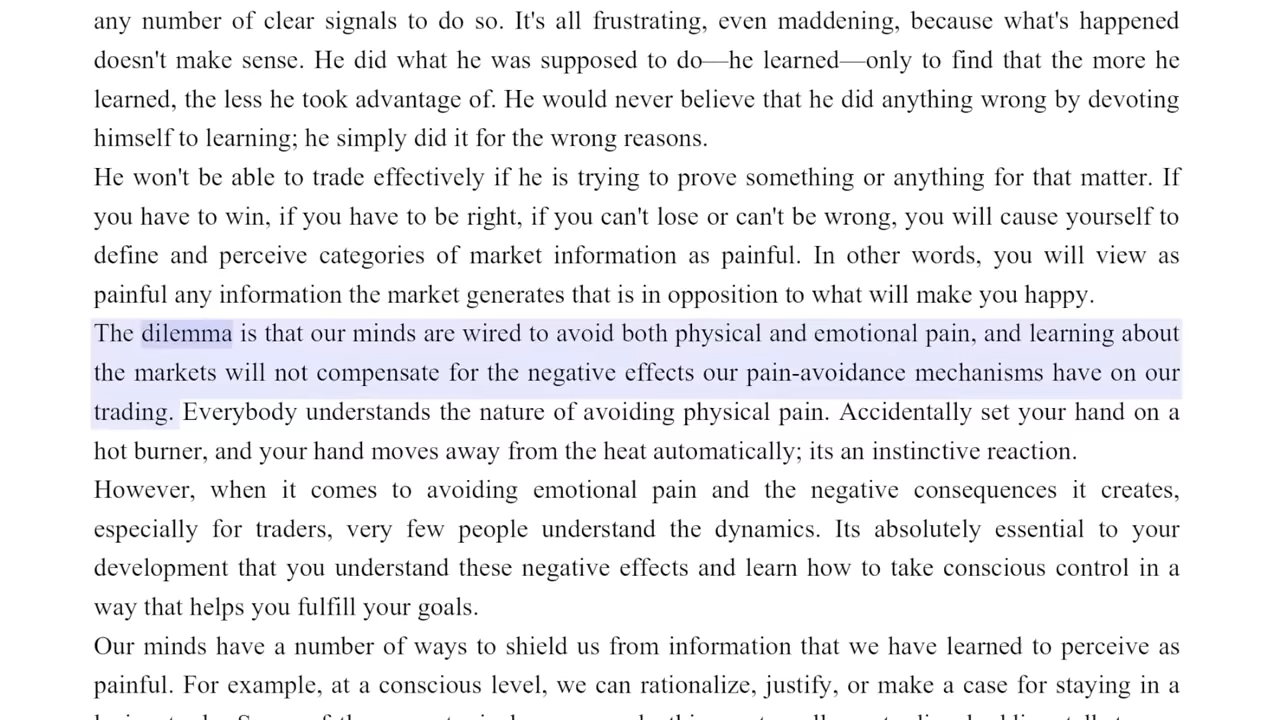 any number of clear signals to do so. It's all frustrating, even maddening, because what's happened
doesn't make sense. He did what he was supposed to do—he learned—only to find that the more he
learned, the less he took advantage of. He would never believe that he did anything wrong by devoting
himself to learning; he simply did it for the wrong reasons.
He won't be able to trade effectively if he is trying to prove something or anything for that matter. If
you have to win, if you have to be right, if you can't lose or can't be wrong, you will cause yourself to
define and perceive categories of market information as painful. In other words, you will view as
painful any information the market generates that is in opposition to what will make you happy.
The dilemma is that our minds are wired to avoid both physical and emotional pain, and learning about
the markets will not compensate for the negative effects our pain-avoidance mechanisms have on our
trading. Everybody understands the nature of avoiding physical pain. Accidentally set your hand on a
hot burner, and your hand moves away from the heat automatically; its an instinctive reaction.
However, when it comes to avoiding emotional pain and the negative consequences it creates,
especially for traders, very few people understand the dynamics. Its absolutely essential to your
development that you understand these negative effects and learn how to take conscious control in a
way that helps you fulfill your goals.
Our minds have a number of ways to shield us from information that we have learned to perceive as
painful. For example, at a conscious level, we can rationalize, justify, or make a case for staying in a